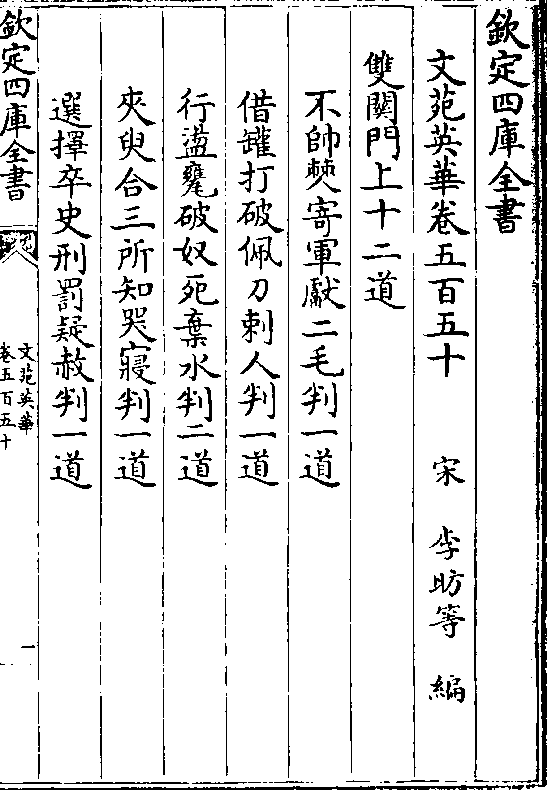 欽定四庫全書
文苑英華卷五百五十 宋 李昉等 編
雙關門上十二道
不帥僰寄軍獻二毛判一道
借罐打破佩刀刺人判一道
行盪甕破奴死棄水判二道
夾臾合三所知哭寢判一道
選擇卒史刑罰疑赦判一道
欽定四庫全書
文苑英華
卷五百五十
一